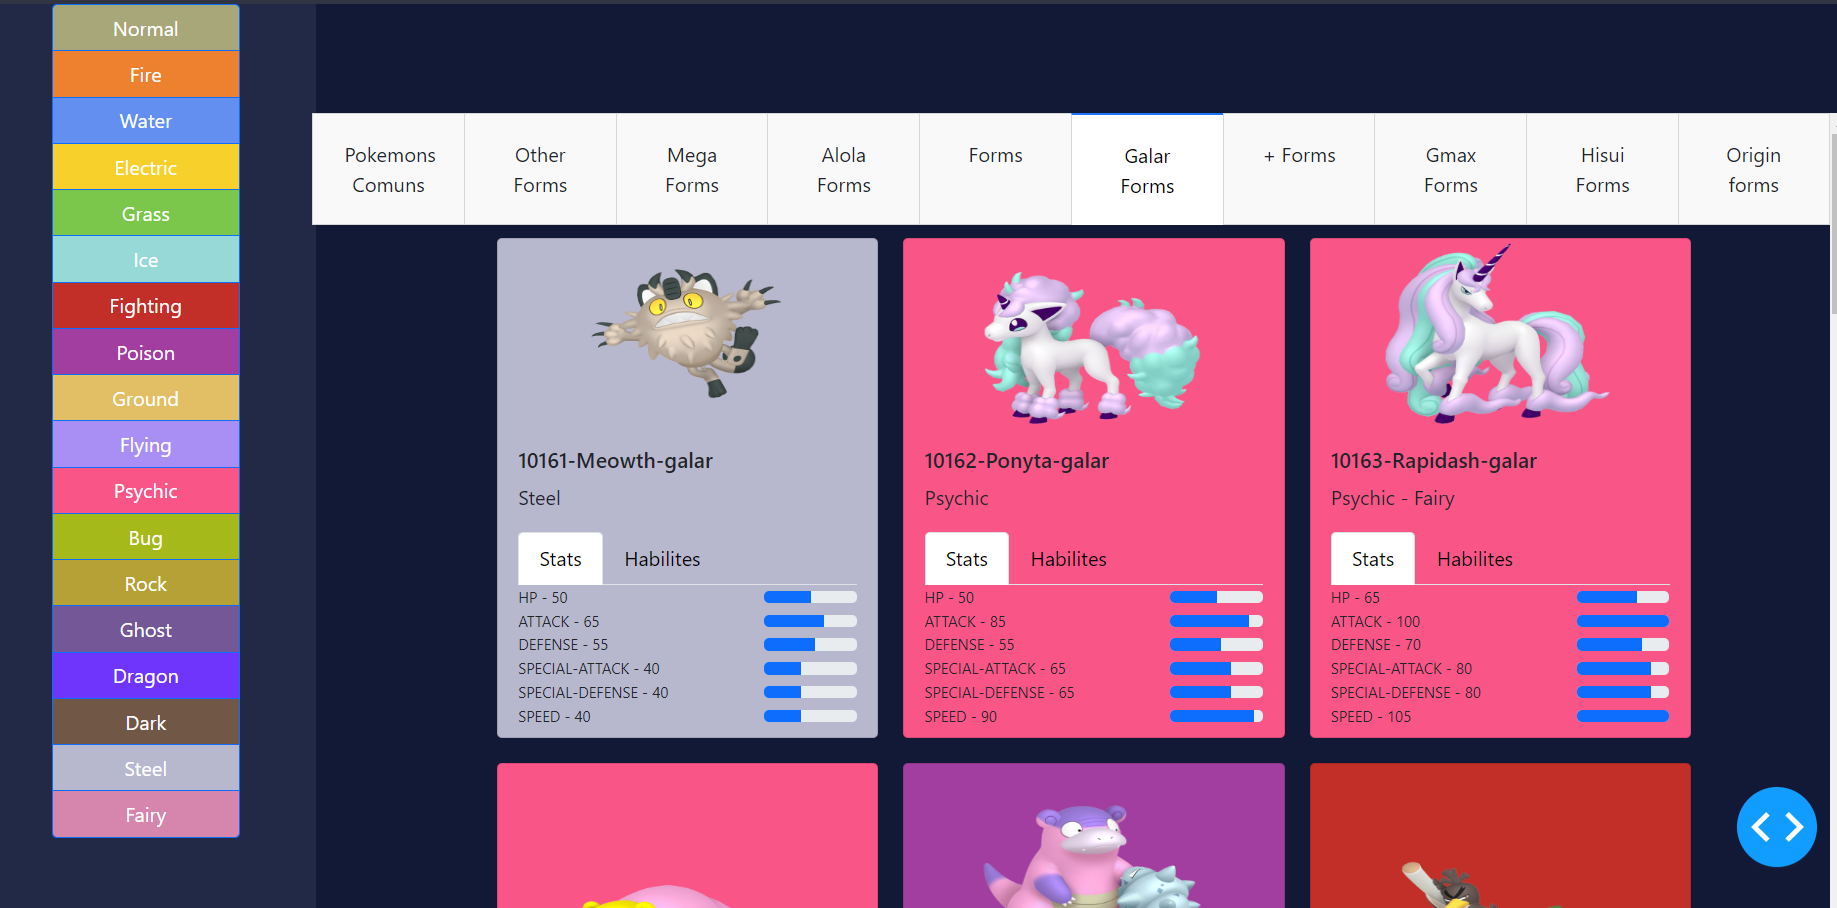 Normal
Fire
Water
Electric
Grass
Ice
Fighting
Poison
Ground
Flying
Psychic
Bug
Rock
Ghost
Dragon
Dark
Steel
Fairy
Pokemons
Comuns
Other
Forms
Mega
Forms
Alola
Forms
Forms
Galar
Forms
+ Forms
Gmax
Forms
Hisui
Forms
Origin
forms
10161-Meowth-galar
Steel
Stats Habilites
HP - 50
ATTACK - 65
DEFENSE - 55
SPECIAL-ATTACK - 40
SPECIAL-DEFENSE - 40
SPEED - 40
10162-Ponyta-galar
Psychic
Stats Habilites
HP - 50
ATTACK - 85
DEFENSE - 55
SPECIAL-ATTACK - 65
SPECIAL-DEFENSE - 65
SPEED - 90
10163-Rapidash-galar
Psychic - Fairy
Stats Habilites
HP - 65
ATTACK - 100
DEFENSE - 70
SPECIAL-ATTACK - 80
SPECIAL-DEFENSE - 80
SPEED - 105